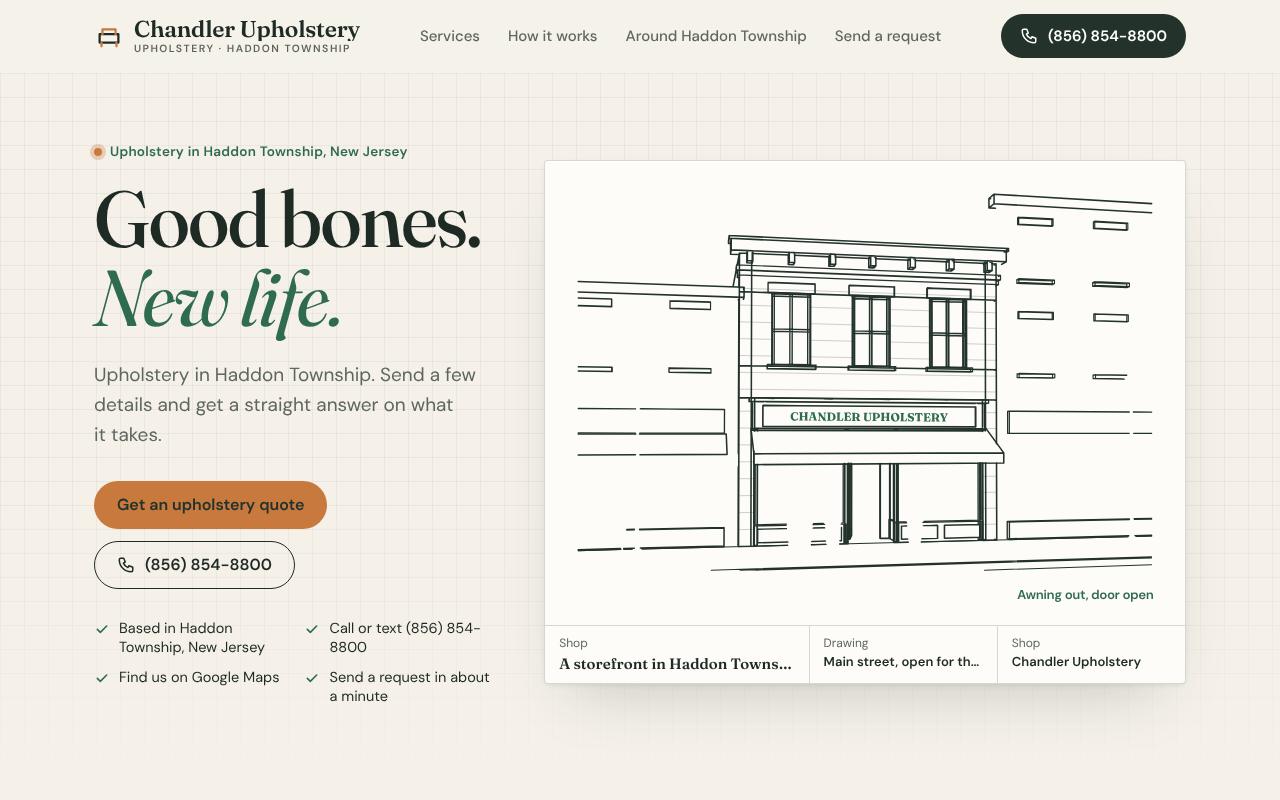 Chandler Upholstery
UPHOLSTERY · HADDON TOWNSHIP
Services
How it works
Around Haddon Township
Send a request
(856) 854-8800
Upholstery in Haddon Township, New Jersey
Good bones.
New life.
Upholstery in Haddon Township. Send a few
details and get a straight answer on what
it takes.
Get an upholstery quote
(856) 854-8800
Based in Haddon
Township, New Jersey
Call or text (856) 854-
8800
Find us on Google Maps
Send a request in about
a minute
CHANDLER UPHOLSTERY
Awning out, door open
Shop
A storefront in Haddon Towns...
Drawing
Main street, open for th...
Shop
Chandler Upholstery